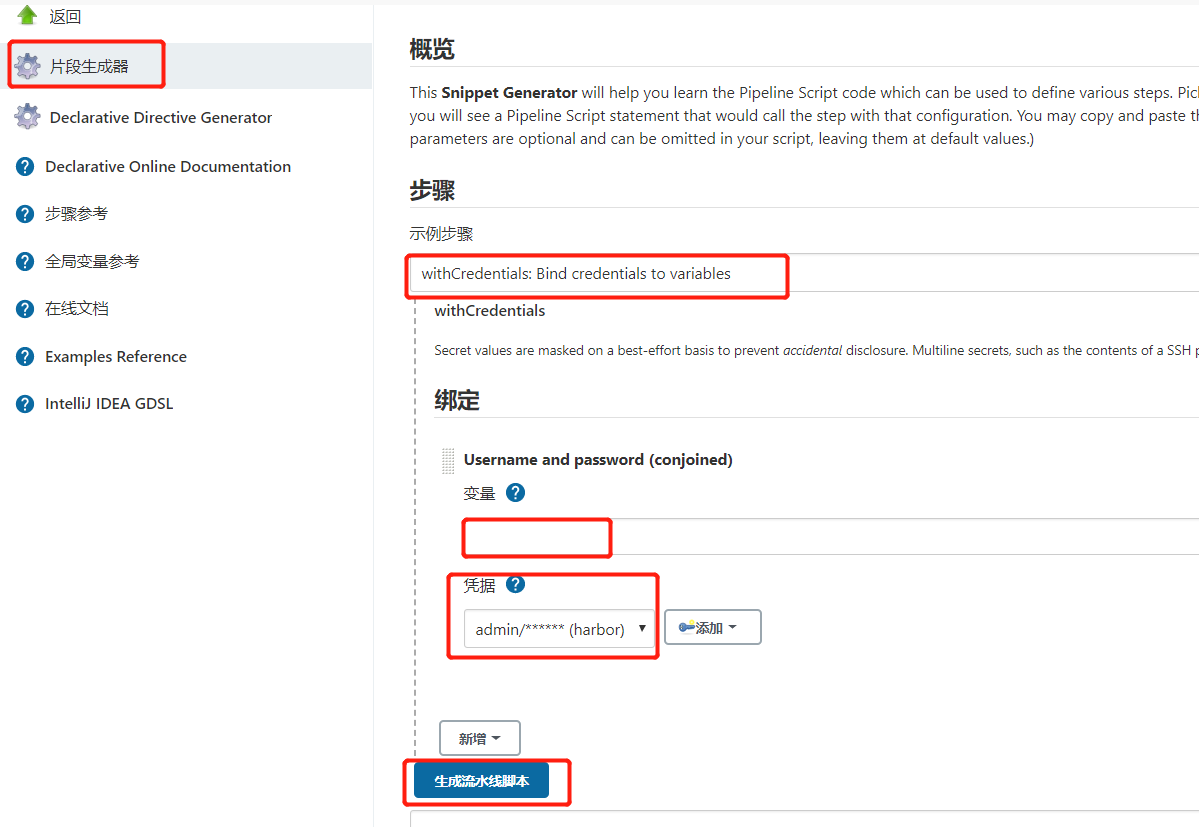 返回
片段生成器
Declarative Directive Generator
Declarative Online Documentation
步骤参考
全局变量参考
在线文档
Examples Reference
IntelliJ IDEA GDSL
概览
This Snippet Generator will help you learn the Pipeline Script code which can be used to define various steps. Pic
you will see a Pipeline Script statement that would call the step with that configuration. You may copy and paste th
parameters are optional and can be omitted in your script, leaving them at default values.)
步骤
示例步骤
withCredentials: Bind credentials to variables
withCredentials
Secret values are masked on a best-effort basis to prevent accidental disclosure. Multiline secrets, such as the contents of a SSH p
绑定
Username and password (conjoined)
变量
凭据
admin/****** (harbor)
添加
新增
生成流水线脚本